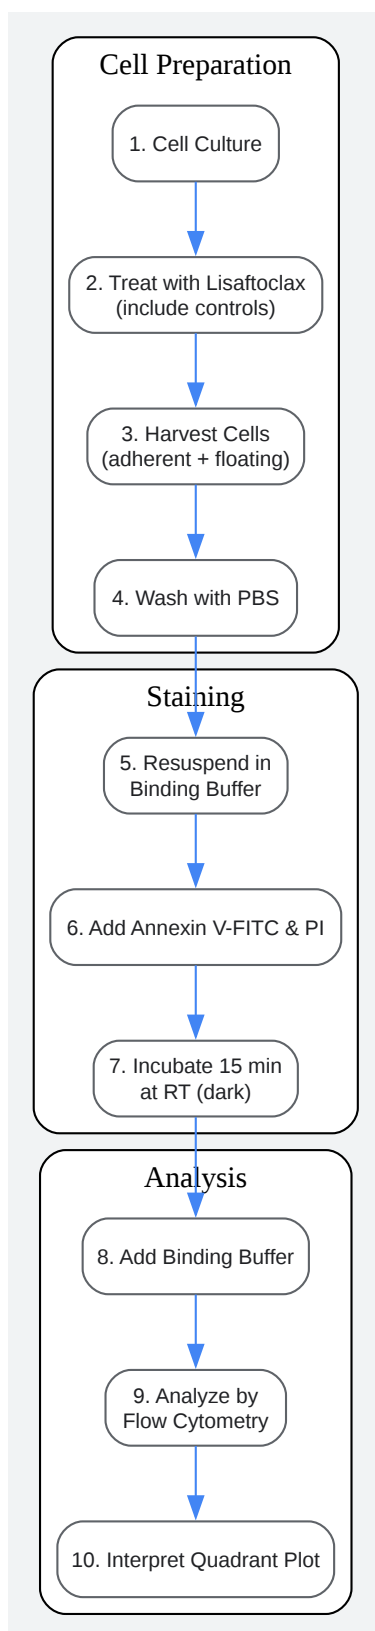 Cell Preparation
1. Cell Culture
2. Treat with Lisaftoclax
(include controls)
3. Harvest Cells
(adherent + floating)
4. Wash with PBS
Staining
5. Resuspend in
Binding Buffer
6. Add Annexin V-FITC & PI
7. Incubate 15 min
at RT (dark)
Analysis
8. Add Binding Buffer
9. Analyze by
Flow Cytometry
10. Interpret Quadrant Plot